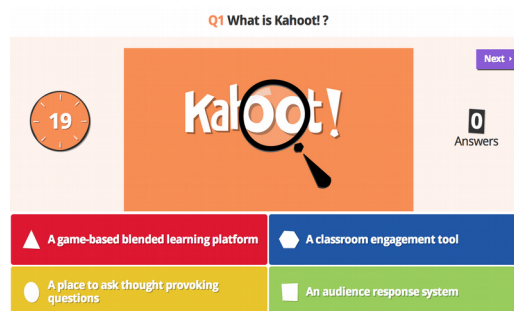 Q1 What is Kahoot! ?
Next
19
Kahoot!
0
Answers
A game-based blended learning platform
A classroom engagement tool
A place to ask thought provoking
questions
An audience response system